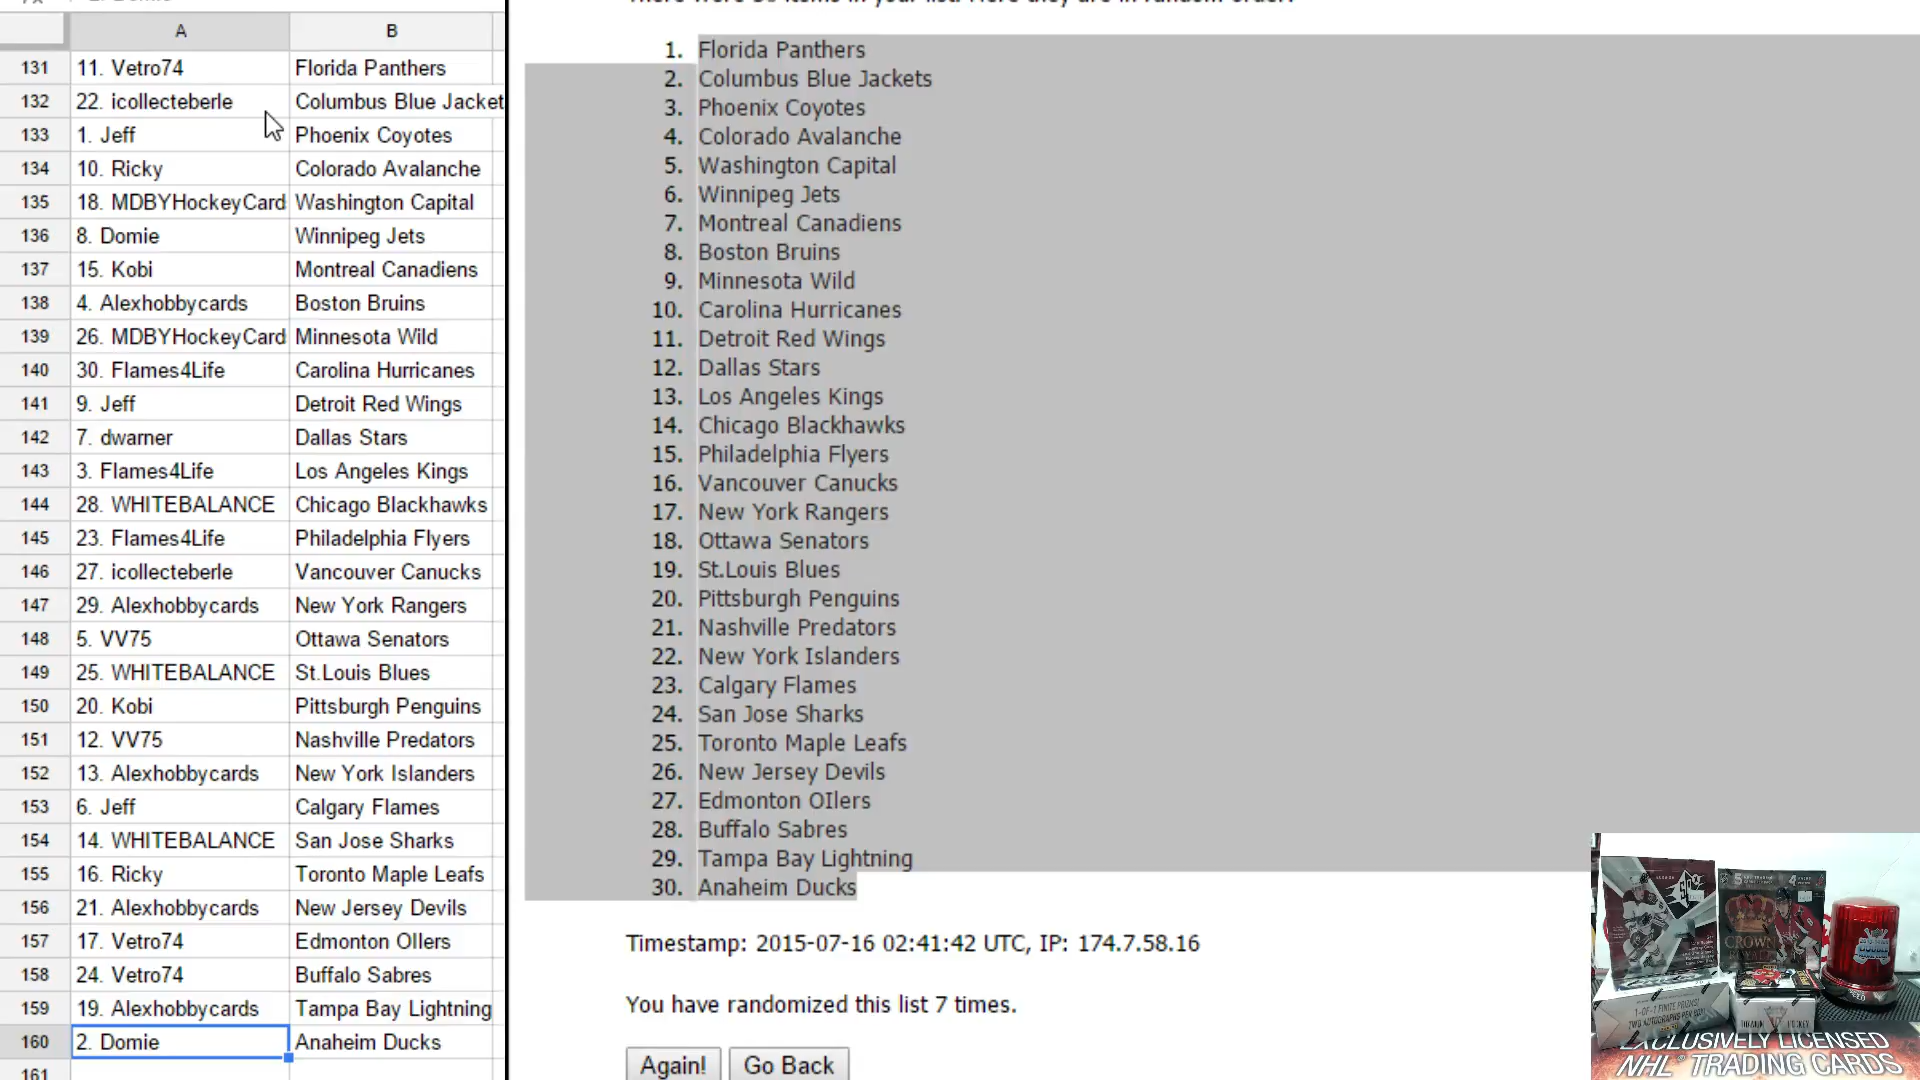 A
B
131 11. Vetro74 Florida Panthers
132 22. icollecteberle Columbus Blue Jacket
133 1. Jeff Phoenix Coyotes
134 10. Ricky Colorado Avalanche
135 18. MDBYHockeyCard Washington Capital
136 8. Domie Winnipeg Jets
137 15. Kobi Montreal Canadiens
138 4. Alexhobbycards Boston Bruins
139 26. MDBYHockeyCard Minnesota Wild
140 30. Flames4Life Carolina Hurricanes
141 9. Jeff Detroit Red Wings
142 7. dwarner Dallas Stars
143 3. Flames4Life Los Angeles Kings
144 28. WHITEBALANCE Chicago Blackhawks
145 23. Flames4Life Philadelphia Flyers
146 27. icollecteberle Vancouver Canucks
147 29. Alexhobbycards New York Rangers
148 5. VV75 Ottawa Senators
149 25. WHITEBALANCE St.Louis Blues
150 20. Kobi Pittsburgh Penguins
151 12. VV75 Nashville Predators
152 13. Alexhobbycards New York Islanders
153 6. Jeff Calgary Flames
154 14. WHITEBALANCE San Jose Sharks
155 16. Ricky Toronto Maple Leafs
156 21. Alexhobbycards New Jersey Devils
157 17. Vetro74 Edmonton OIlers
158 24. Vetro74 Buffalo Sabres
159 19. Alexhobbycards Tampa Bay Lightning
160 2. Domie Anaheim Ducks
161
1. Florida Panthers
2. Columbus Blue Jackets
3. Phoenix Coyotes
4. Colorado Avalanche
5. Washington Capital
6. Winnipeg Jets
7. Montreal Canadiens
8. Boston Bruins
9. Minnesota Wild
10. Carolina Hurricanes
11. Detroit Red Wings
12. Dallas Stars
13. Los Angeles Kings
14. Chicago Blackhawks
15. Philadelphia Flyers
16. Vancouver Canucks
17. New York Rangers
18. Ottawa Senators
19. St.Louis Blues
20. Pittsburgh Penguins
21. Nashville Predators
22. New York Islanders
23. Calgary Flames
24. San Jose Sharks
25. Toronto Maple Leafs
26. New Jersey Devils
27. Edmonton OIlers
28. Buffalo Sabres
29. Tampa Bay Lightning
30. Anaheim Ducks
Timestamp: 2015-07-16 02:41:42 UTC, IP: 174.7.58.16
You have randomized this list 7 times.
Again!
Go Back
CROWN
EXCLUSIVELY LICENSED
NHL TRADING CARDS